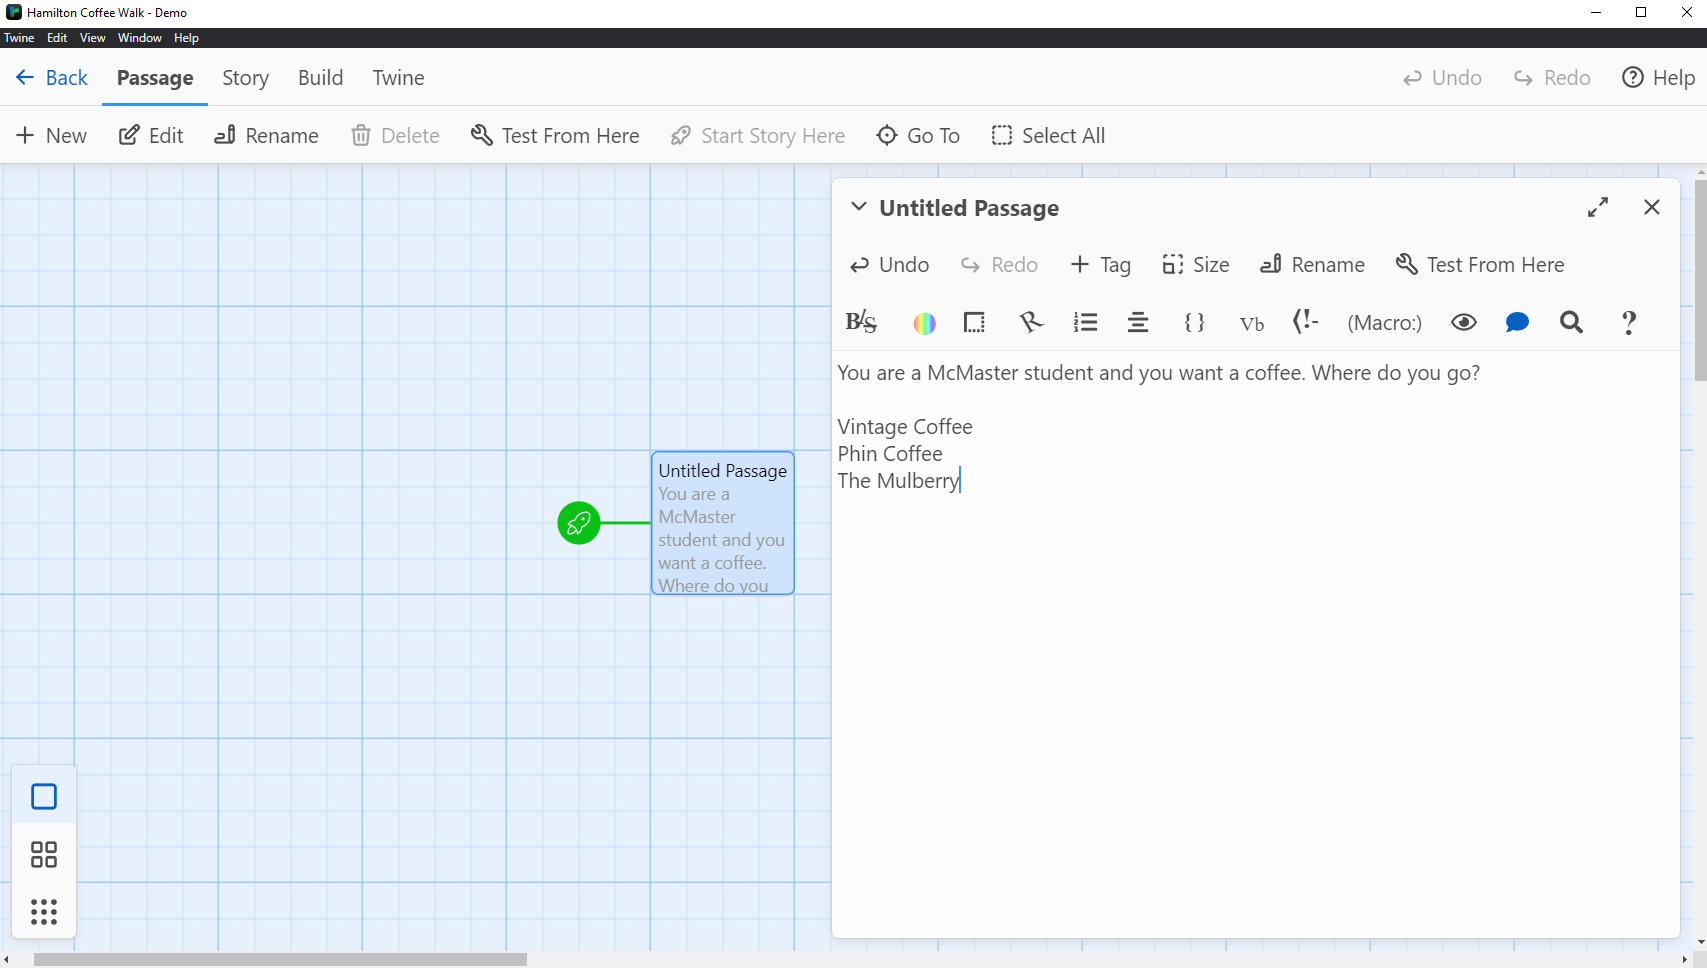 Hamilton Coffee Walk - Demo
Twine Edit View Window Help
Back Passage Story Build Twine Undo Redo Help
New Edit Rename Delete Test From Here Start Story Here Go To Select All
Untitled Passage
Undo Redo Tag Size Rename Test From Here
B/S { } Vb (!- (Macro:) ?
You are a McMaster student and you want a coffee. Where do you go?
Vintage Coffee
Phin Coffee
The Mulberry
Untitled Passage
You are a
McMaster
student and you
want a coffee.
Where do you